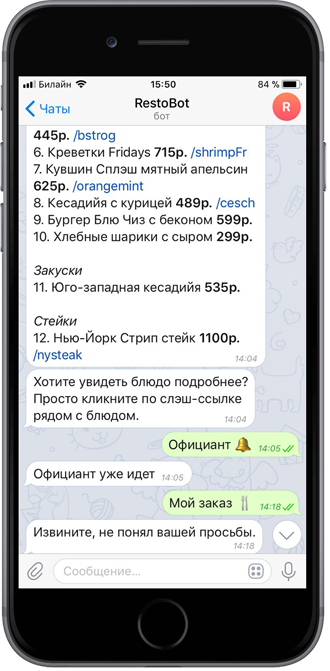 Билайн 15:50 84 %
Чаты RestoBot R
бот
445р. /bstrog
6. Креветки Fridays 715р. /shrimpFr
7. Кувшин Сплэш мятный апельсин
625р. /orangemint
8. Кесадийя с курицей 489р. /cesch
9. Бургер Блю Чиз с беконом 599р.
10. Хлебные шарики с сыром 299р.
Закуски
11. Юго-западная кесадийя 535р.
Стейки
12. Нью-Йорк Стрип стейк 1100р.
/nysteak 14:04
Хотите увидеть блюдо подробнее?
Просто кликните по слэш-ссылке
рядом с блюдом. 14:04
Официант 🔔 14:05
Официант уже идет 14:05
Мой заказ 🍴 14:18
Извините, не понял вашей просьбы.
14:18
Сообщение...